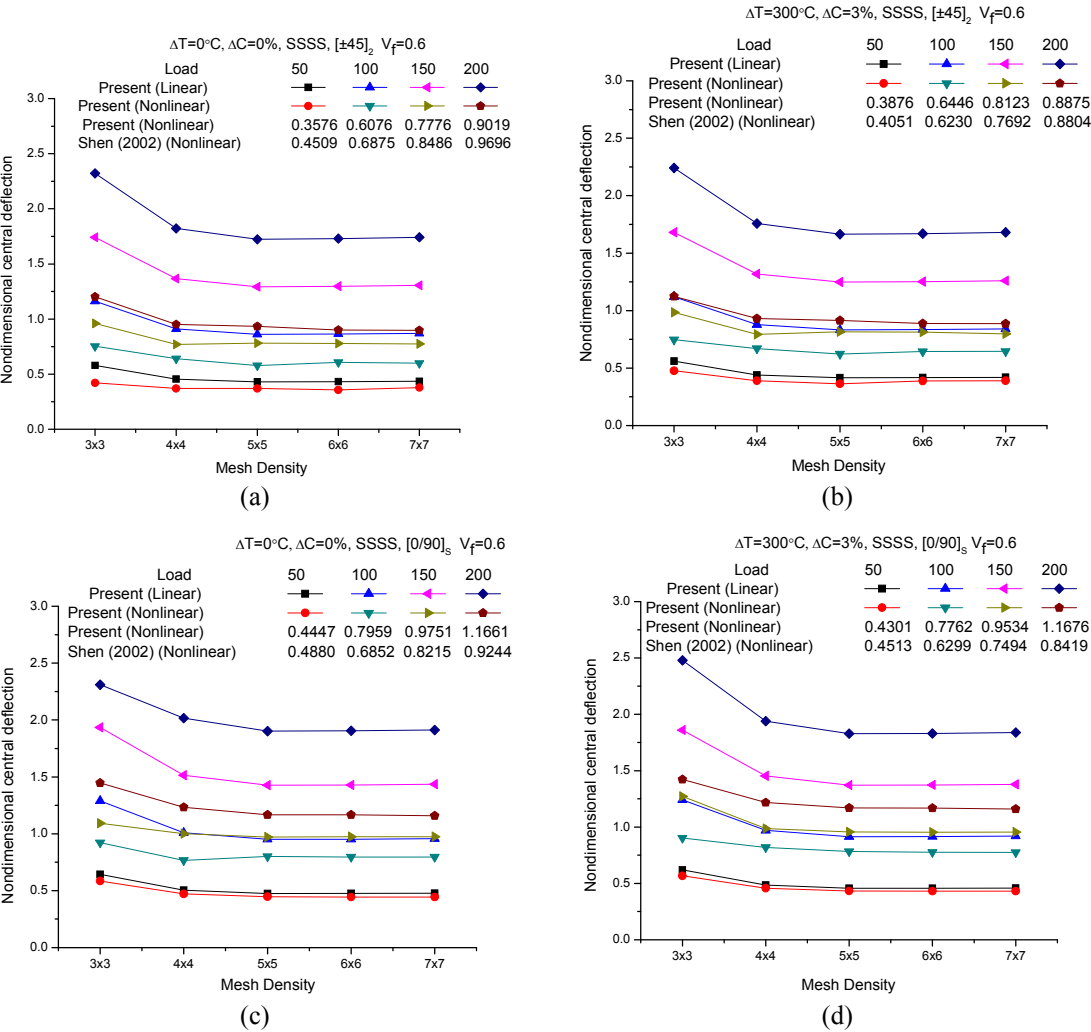 (a)
ΔT=0°C, ΔC=0%, SSSS, [±45]₂ Vf=0.6
Load 50 100 150 200
Present (Linear)
Present (Nonlinear)
Present (Nonlinear) 0.3576 0.6076 0.7776 0.9019
Shen (2002) (Nonlinear) 0.4509 0.6875 0.8486 0.9696
Nondimensional central deflection
3.0
2.5
2.0
1.5
1.0
0.5
0.0
3x3 4x4 5x5 6x6 7x7
Mesh Density
(a)
ΔT=300°C, ΔC=3%, SSSS, [±45]₂ Vf=0.6
Load 50 100 150 200
Present (Linear)
Present (Nonlinear)
Present (Nonlinear) 0.3876 0.6446 0.8123 0.8875
Shen (2002) (Nonlinear) 0.4051 0.6230 0.7692 0.8804
Nondimensional central deflection
3.0
2.5
2.0
1.5
1.0
0.5
0.0
3x3 4x4 5x5 6x6 7x7
Mesh Density
(b)
ΔT=0°C, ΔC=0%, SSSS, [0/90]S Vf=0.6
Load 50 100 150 200
Present (Linear)
Present (Nonlinear)
Present (Nonlinear) 0.4447 0.7959 0.9751 1.1661
Shen (2002) (Nonlinear) 0.4880 0.6852 0.8215 0.9244
Nondimensional central deflection
3.0
2.5
2.0
1.5
1.0
0.5
0.0
3x3 4x4 5x5 6x6 7x7
Mesh Density
(c)
ΔT=300°C, ΔC=3%, SSSS, [0/90]S Vf=0.6
Load 50 100 150 200
Present (Linear)
Present (Nonlinear)
Present (Nonlinear) 0.4301 0.7762 0.9534 1.1676
Shen (2002) (Nonlinear) 0.4513 0.6299 0.7494 0.8419
Nondimensional central deflection
3.0
2.5
2.0
1.5
1.0
0.5
0.0
3x3 4x4 5x5 6x6 7x7
Mesh Density
(d)